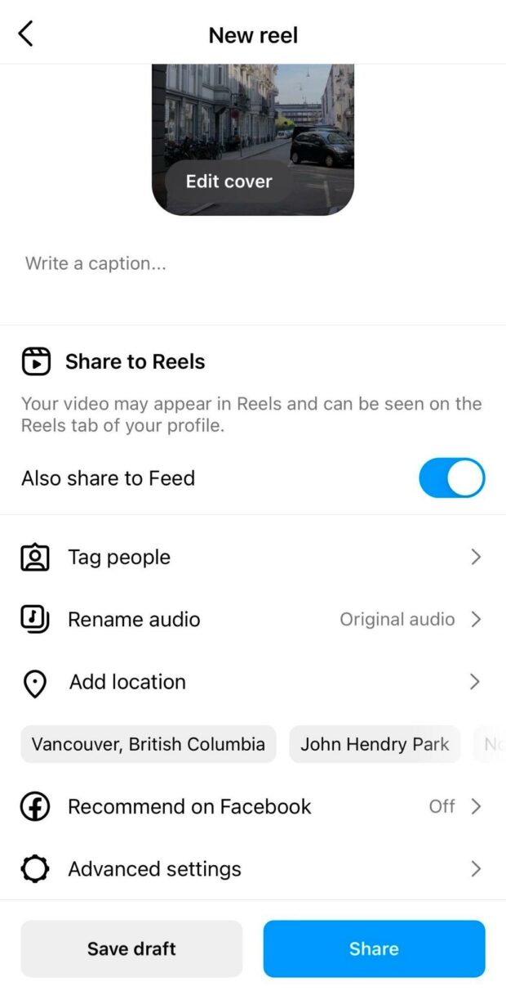 New reel
Edit cover
Write a caption...
Share to Reels
Your video may appear in Reels and can be seen on the
Reels tab of your profile.
Also share to Feed
Tag people
Rename audio Original audio
Add location
Vancouver, British Columbia John Hendry Park
Recommend on Facebook Off
Advanced settings
Save draft Share